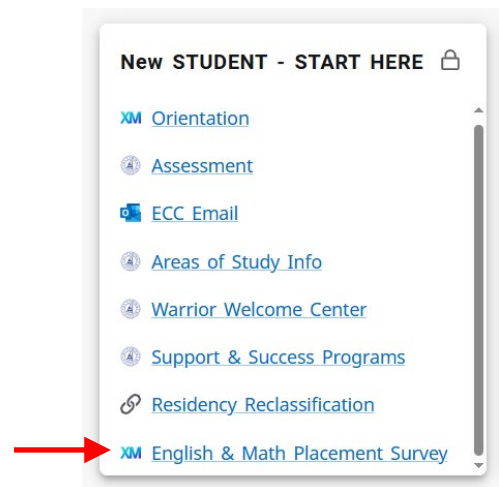 New STUDENT - START HERE
XM Orientation
Assessment
ECC Email
Areas of Study Info
Warrior Welcome Center
Support & Success Programs
Residency Reclassification
XM English & Math Placement Survey